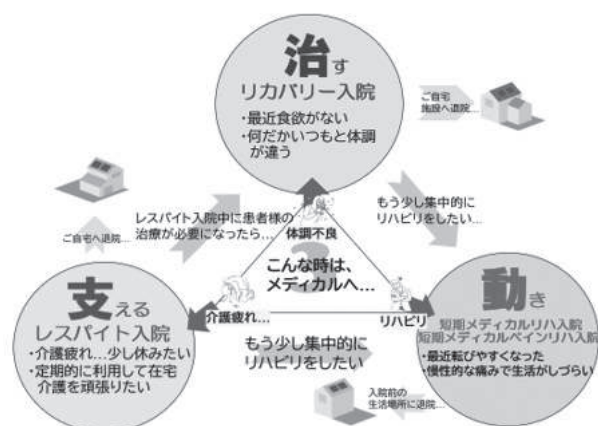 治す
リカバリー入院
・最近食欲がない
・何だかいつもと体調
が違う
ご自宅
施設へ退院...
レスパイト入院中に患者様の
治療が必要になったら...
もう少し集中的に
リハビリをしたい...
ご自宅へ退院...
体調不良
こんな時は、
メディカルへ...
介護疲れ...
リハビリ
支える
レスパイト入院
・介護疲れ...少し休みたい
・定期的に利用して在宅
介護を頑張りたい
もう少し集中的に
リハビリをしたい
動き
短期メディカルリハ入院
短期メディカルペインリハ入院
・最近転びやすくなった
・慢性的な痛みで生活がしづらい
入院前の
生活場所に退院...